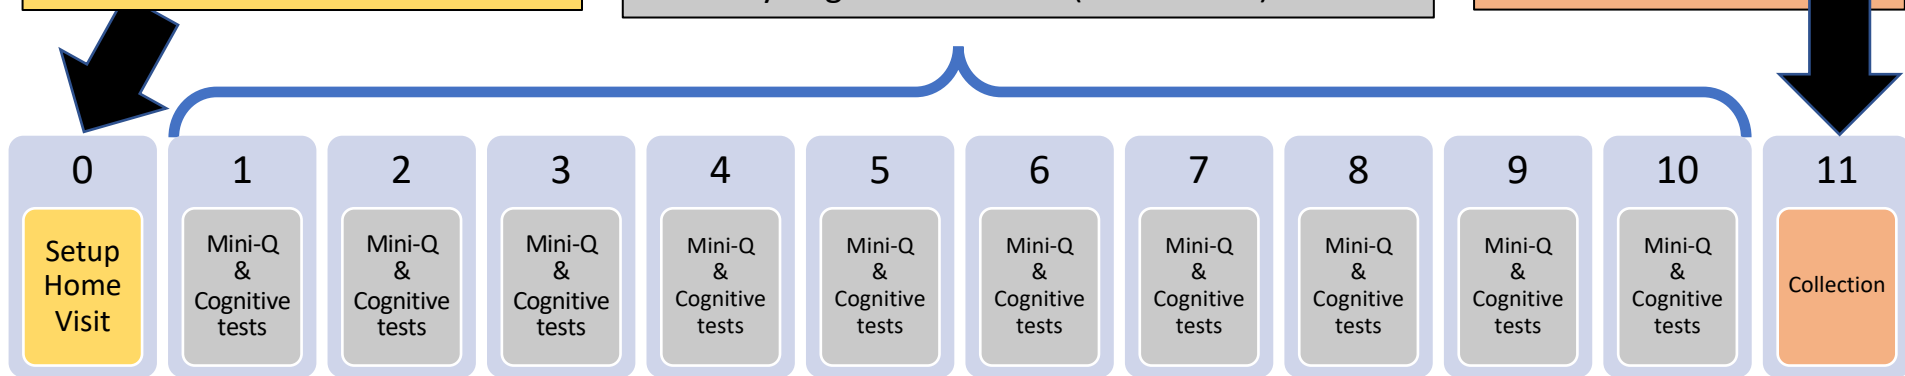 0
Setup
Home
Visit
1
Mini-Q
&
Cognitive
tests
2
Mini-Q
&
Cognitive
tests
3
Mini-Q
&
Cognitive
tests
4
Mini-Q
&
Cognitive
tests
5
Mini-Q
&
Cognitive
tests
6
Mini-Q
&
Cognitive
tests
7
Mini-Q
&
Cognitive
tests
8
Mini-Q
&
Cognitive
tests
9
Mini-Q
&
Cognitive
tests
10
Mini-Q
&
Cognitive
tests
11
Collection